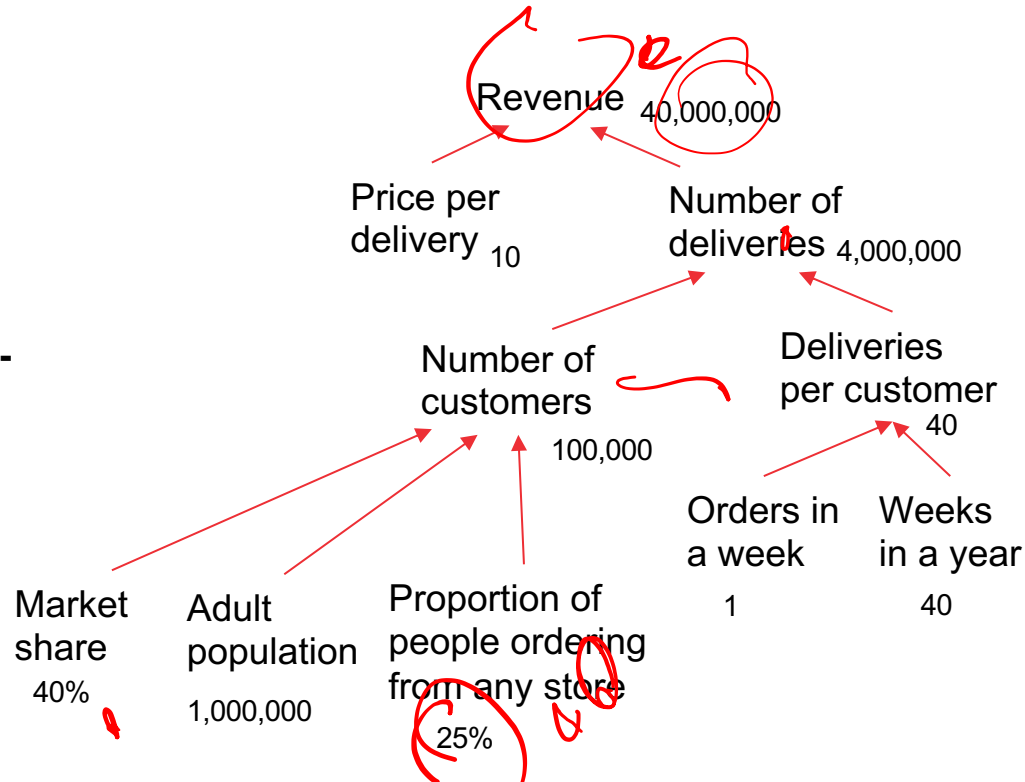 Revenue 40,000,000
Price per
delivery 10
Number of
deliveries 4,000,000
-
Number of
customers
100,000
Deliveries
per customer
40
Orders in
a week
1
Weeks
in a year
40
Market
share
40%
Adult
population
1,000,000
Proportion of
people ordering
from any store
25%